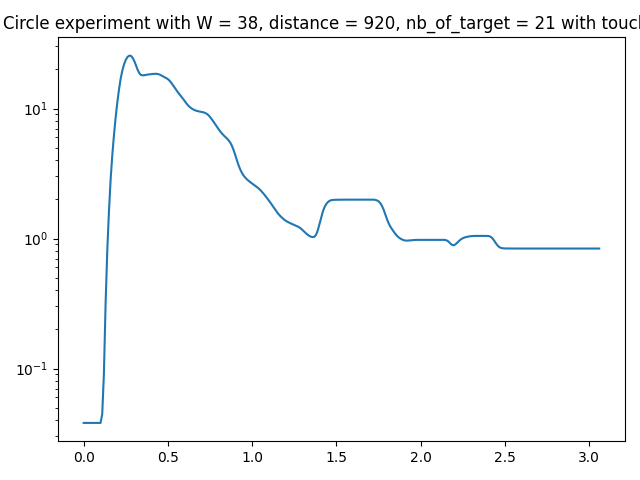 Circle experiment with W = 38, distance = 920, nb_of_target = 21 with
10¹
10⁰
10⁻¹
0.0 0.5 1.0 1.5 2.0 2.5 3.0